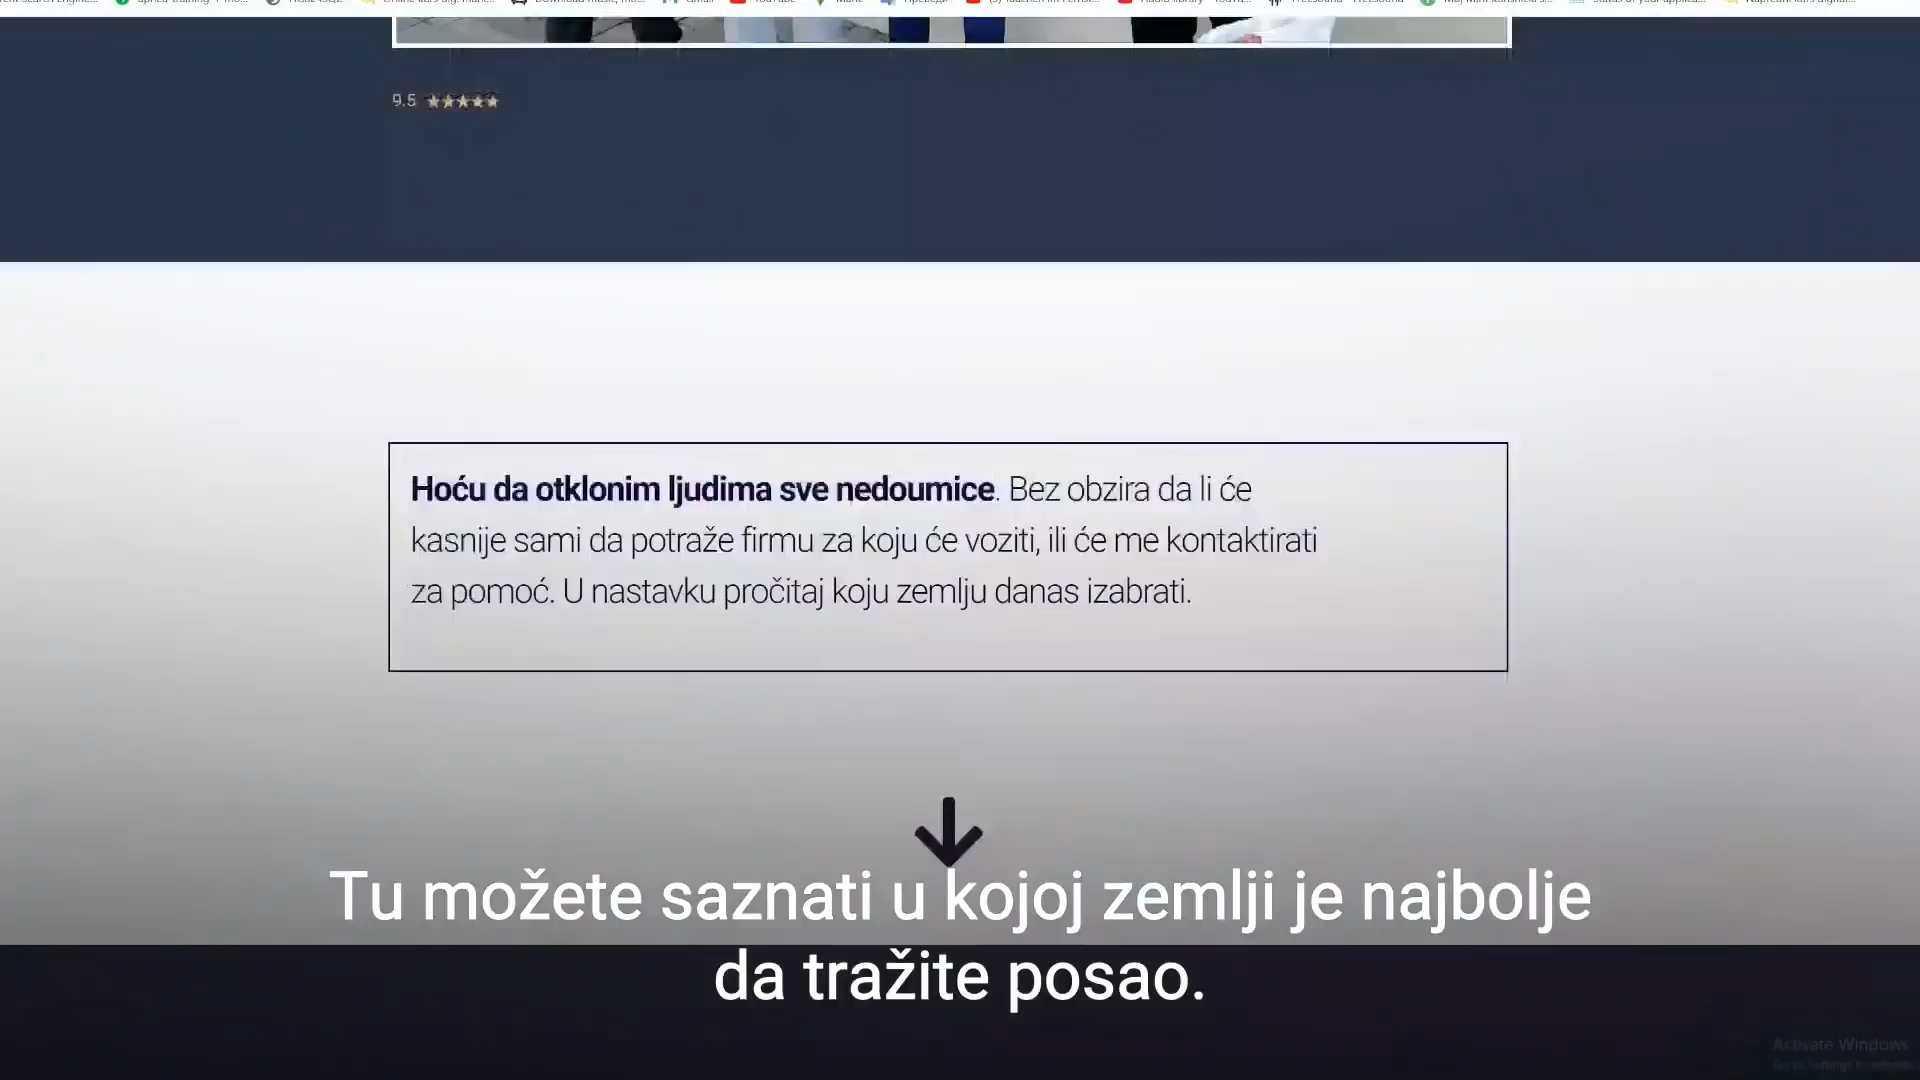 Gmail
YouTube
9.5 ★★★★★
Hoću da otklonim ljudima sve nedoumice. Bez obzira da li će
kasnije sami da potraže firmu za koju će voziti, ili će me kontaktirati
za pomoć. U nastavku pročitaj koju zemlju danas izabrati.
Tu možete saznati u kojoj zemlji je najbolje
da tražite posao.
Activate Windows